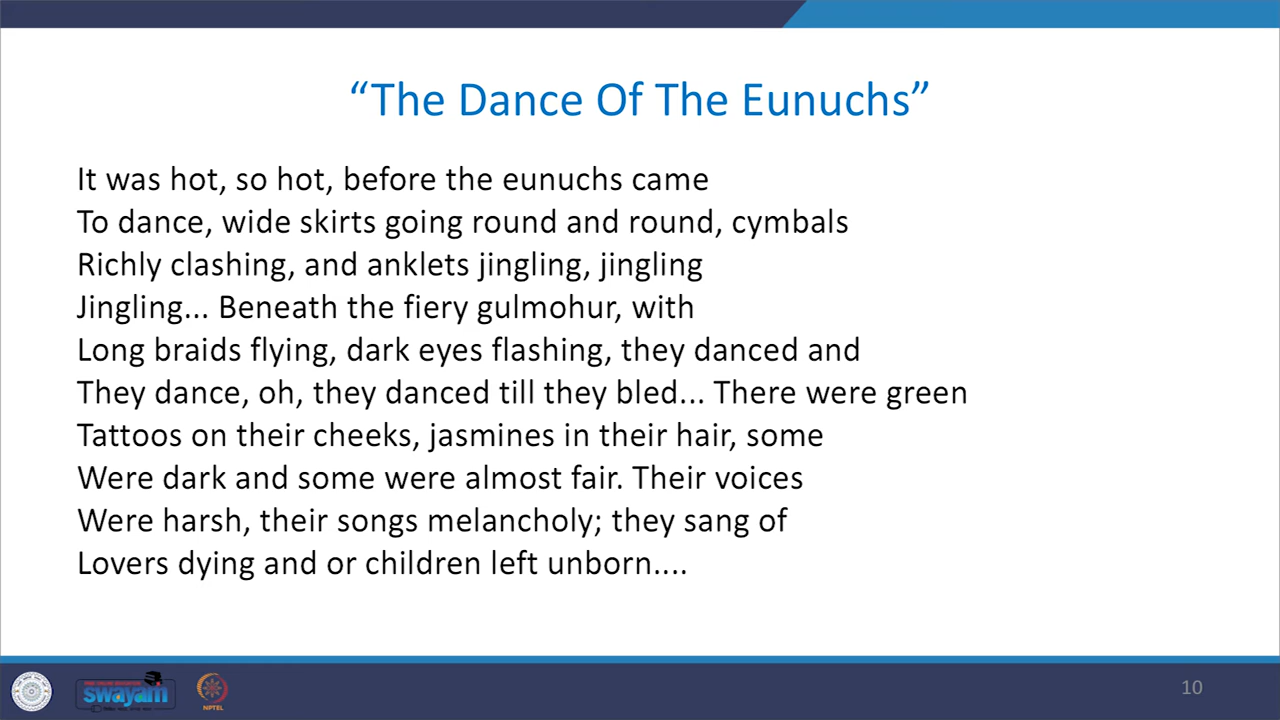 “The Dance Of The Eunuchs”
It was hot, so hot, before the eunuchs came
To dance, wide skirts going round and round, cymbals
Richly clashing, and anklets jingling, jingling
Jingling... Beneath the fiery gulmohur, with
Long braids flying, dark eyes flashing, they danced and
They dance, oh, they danced till they bled... There were green
Tattoos on their cheeks, jasmines in their hair, some
Were dark and some were almost fair. Their voices
Were harsh, their songs melancholy; they sang of
Lovers dying and or children left unborn....
swayam
NPTEL
10